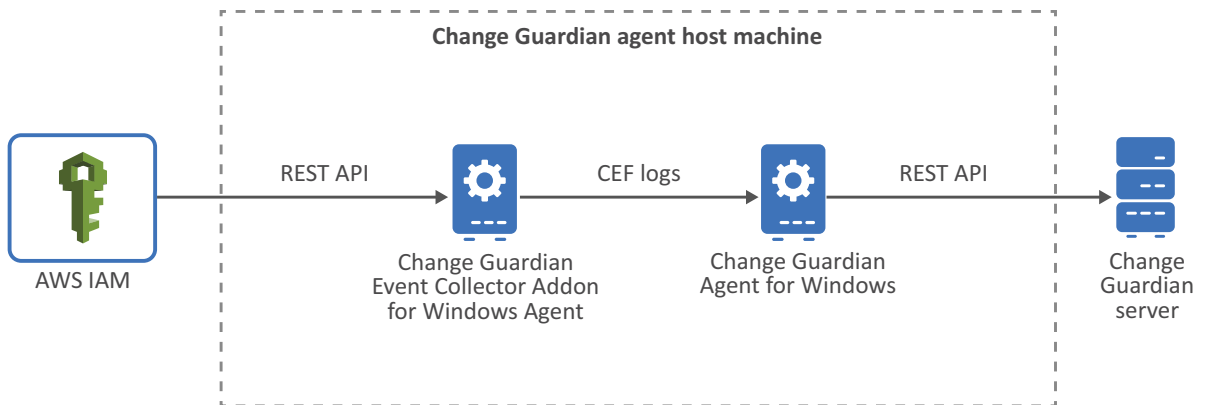 Change Guardian agent host machine
REST API
CEF logs
REST API
AWS IAM
Change Guardian
Event Collector Addon
for Windows Agent
Change Guardian
Agent for Windows
Change
Guardian
server